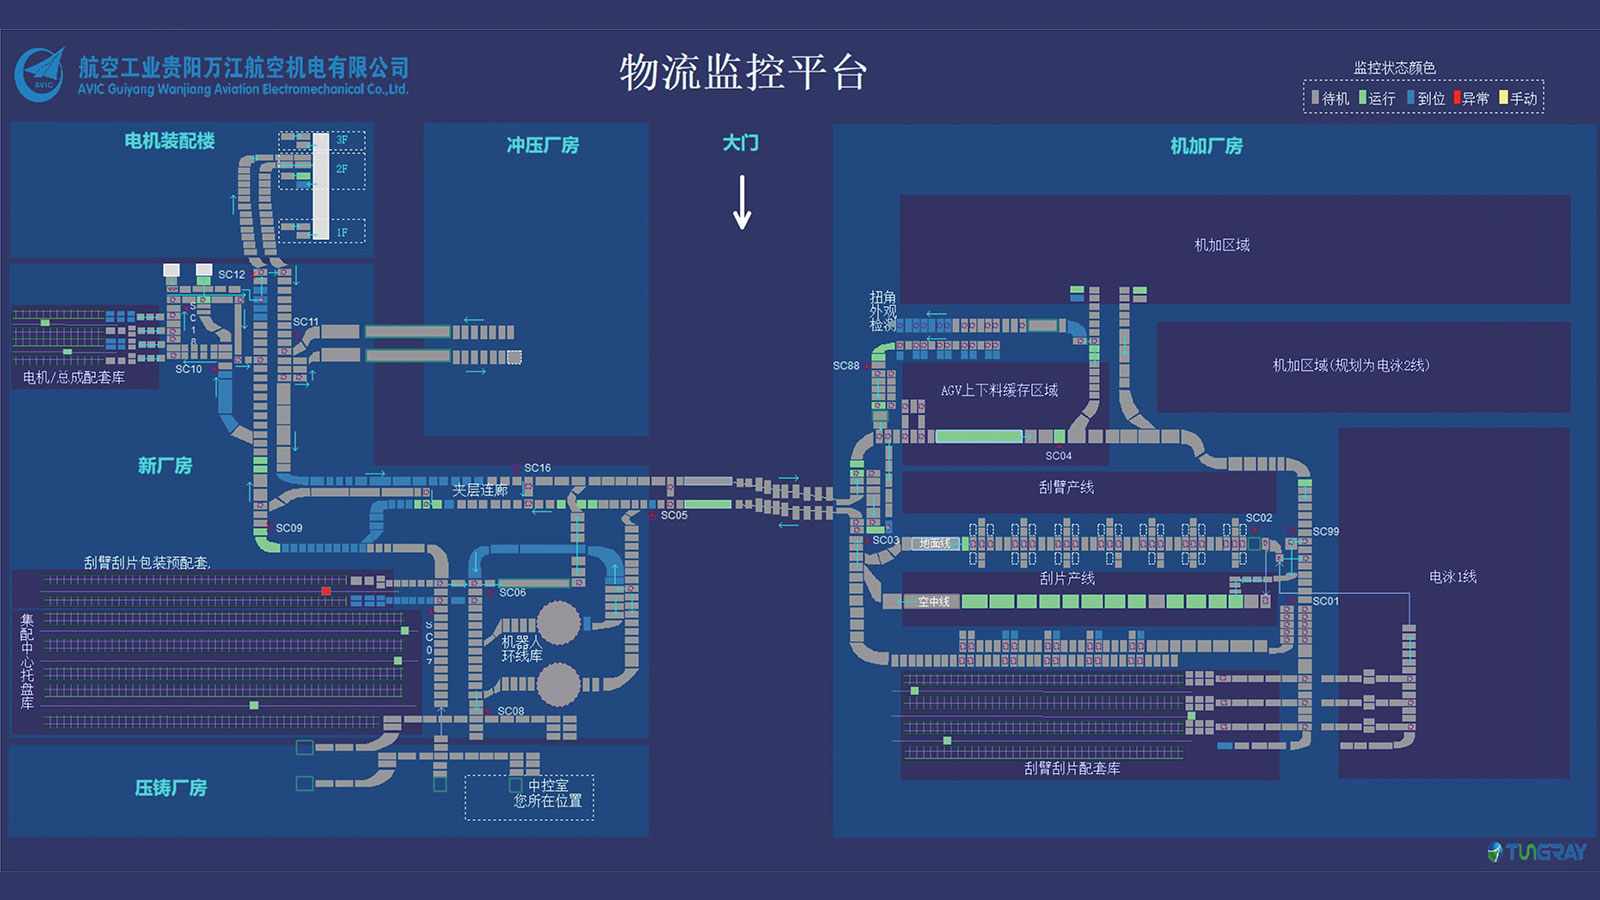 航空工业贵阳万江航空机电有限公司
AVIC Guiyang Wanjiang Aviation Electromechanical Co.,Ltd.
AVIC
物流监控平台
监控状态颜色
待机 运行 到位 异常 手动
电机装配楼
3F
2F
1F
冲压厂房
大门
机加厂房
机加区域
SC12
SC11
SC10
电机/总成配套库
扭角
外观
检测
SC88
AGV上下料缓存区域
机加区域(规划为电泳2线)
SC04
新厂房
SC16
夹层连廊
SC05
SC09
刮臂产线
SC02
SC03
地面线
SC99
刮片产线
空中线
SC01
电泳1线
刮臂刮片包装预配套.
SC06
集配中心托盘库
SC07
机器人
环线库
SC08
刮臂刮片配套库
压铸厂房
中控室
您所在位置
TUNGRAY